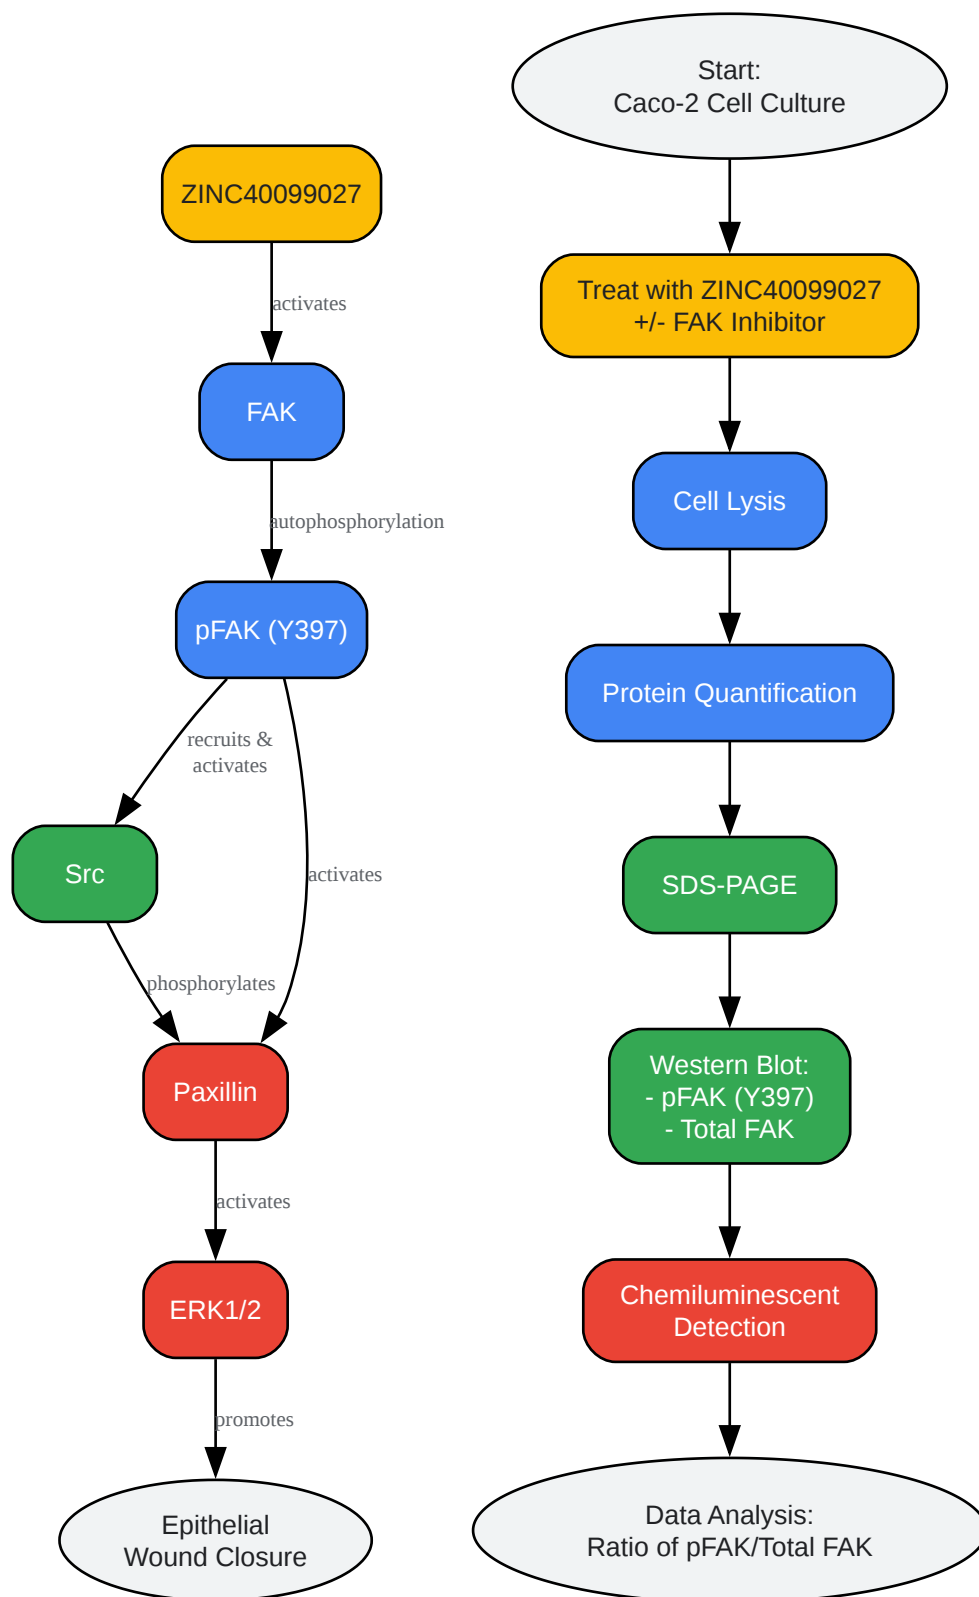 ZINC40099027
activates
FAK
autophosphorylation
pFAK (Y397)
recruits &
activates
Src
activates
phosphorylates
Paxillin
activates
ERK1/2
promotes
Epithelial
Wound Closure
Start:
Caco-2 Cell Culture
Treat with ZINC40099027
+/- FAK Inhibitor
Cell Lysis
Protein Quantification
SDS-PAGE
Western Blot:
- pFAK (Y397)
- Total FAK
Chemiluminescent
Detection
Data Analysis:
Ratio of pFAK/Total FAK